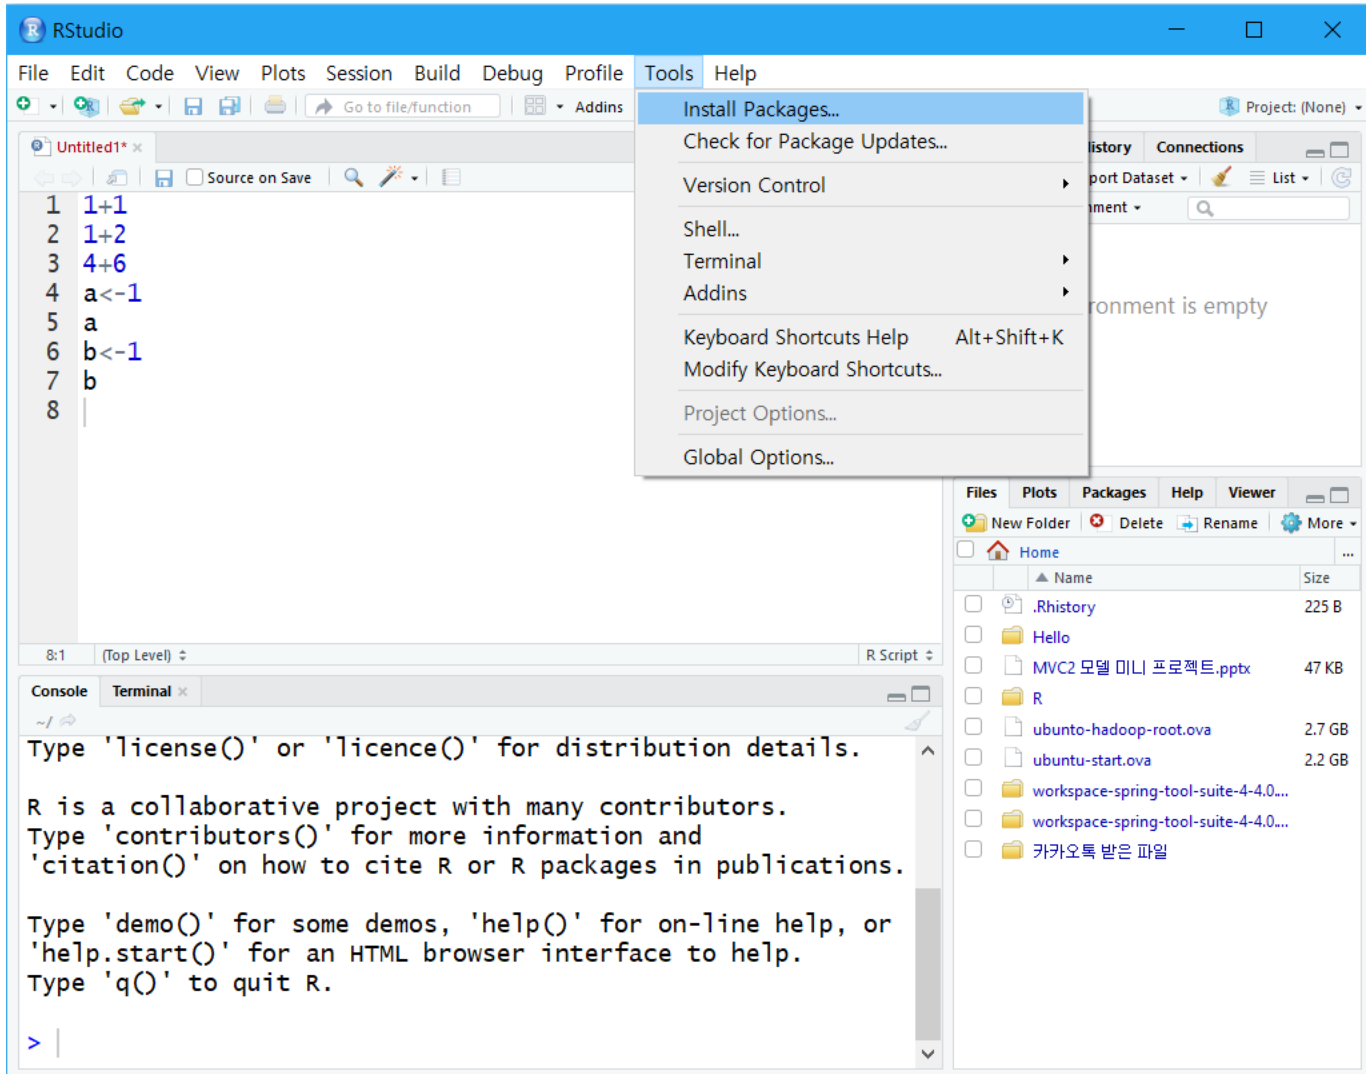 RStudio
File Edit Code View Plots Session Build Debug Profile Tools Help
Go to file/function Addins Project: (None)
Install Packages...
Check for Package Updates...
Version Control
Shell...
Terminal
Addins
Keyboard Shortcuts Help Alt+Shift+K
Modify Keyboard Shortcuts...
Project Options...
Global Options...
Untitled1*
Source on Save
1 1+1
2 1+2
3 4+6
4 a<-1
5 a
6 b<-1
7 b
8
8:1 (Top Level) R Script
Console Terminal
~/
Type 'license()' or 'licence()' for distribution details.
R is a collaborative project with many contributors.
Type 'contributors()' for more information and
'citation()' on how to cite R or R packages in publications.
Type 'demo()' for some demos, 'help()' for on-line help, or
'help.start()' for an HTML browser interface to help.
Type 'q()' to quit R.
>
listory Connections
port Dataset List
nment
ronment is empty
Files Plots Packages Help Viewer
New Folder Delete Rename More
Home ...
Name Size
.Rhistory 225 B
Hello
MVC2 모델 미니 프로젝트.pptx 47 KB
R
ubunto-hadoop-root.ova 2.7 GB
ubuntu-start.ova 2.2 GB
workspace-spring-tool-suite-4-4.0....
workspace-spring-tool-suite-4-4.0....
카카오톡 받은 파일